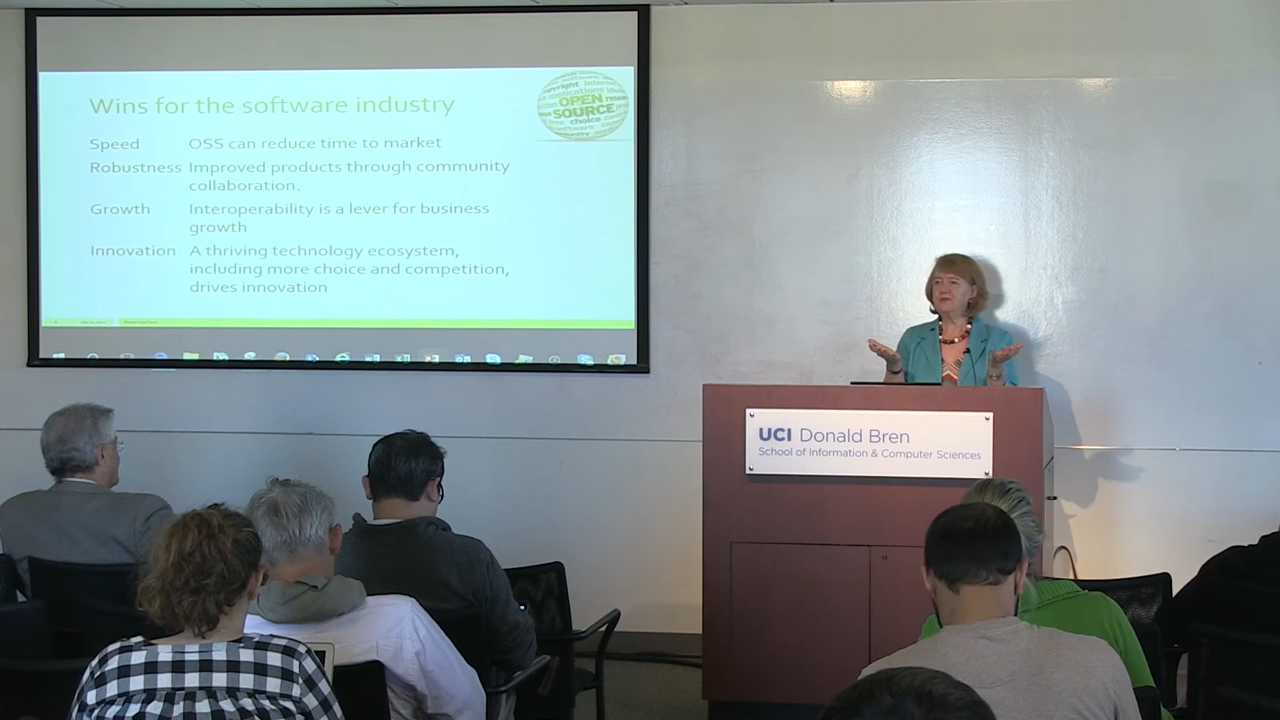 Wins for the software industry
OPEN
SOURCE
choice
software
Speed OSS can reduce time to market
Robustness Improved products through community
collaboration.
Growth Interoperability is a lever for business
growth
Innovation A thriving technology ecosystem,
including more choice and competition,
drives innovation
UCI Donald Bren
School of Information & Computer Sciences